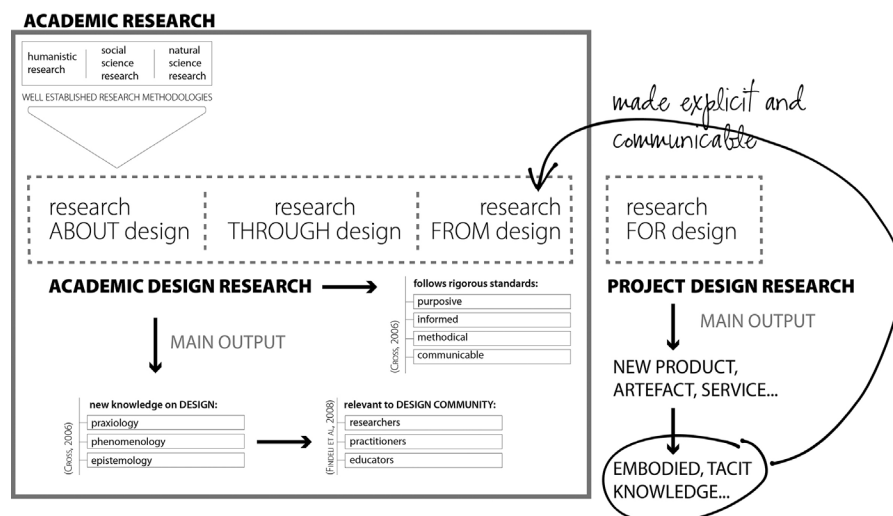 ACADEMIC RESEARCH
humanistic
research
social
science
research
natural
science
research
WELL ESTABLISHED RESEARCH METHODOLOGIES
made explicit and
communicable
research
ABOUT design
research
THROUGH design
research
FROM design
research
FOR design
ACADEMIC DESIGN RESEARCH
follows rigorous standards:
purposive
informed
methodical
communicable
(CROSS, 2006)
PROJECT DESIGN RESEARCH
MAIN OUTPUT
MAIN OUTPUT
NEW PRODUCT,
ARTEFACT, SERVICE...
new knowledge on DESIGN:
praxiology
phenomenology
epistemology
(CROSS, 2006)
relevant to DESIGN COMMUNITY:
researchers
practitioners
educators
(FINDELI ET AL, 2008)
EMBODIED, TACIT
KNOWLEDGE...